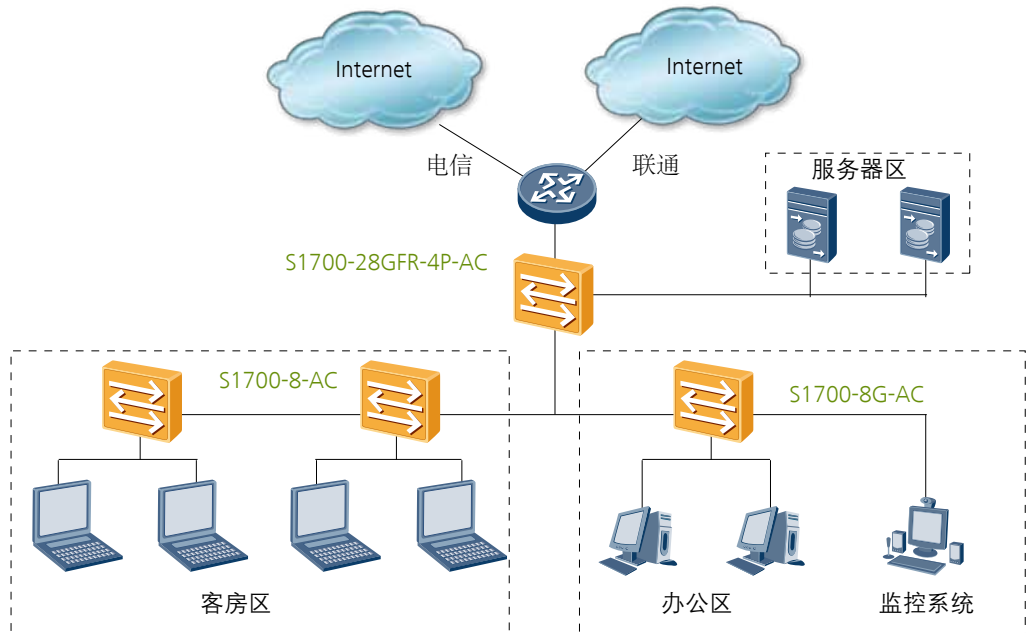 Internet
Internet
电信
联通
服务器区
S1700-28GFR-4P-AC
S1700-8-AC
S1700-8G-AC
客房区
办公区
监控系统